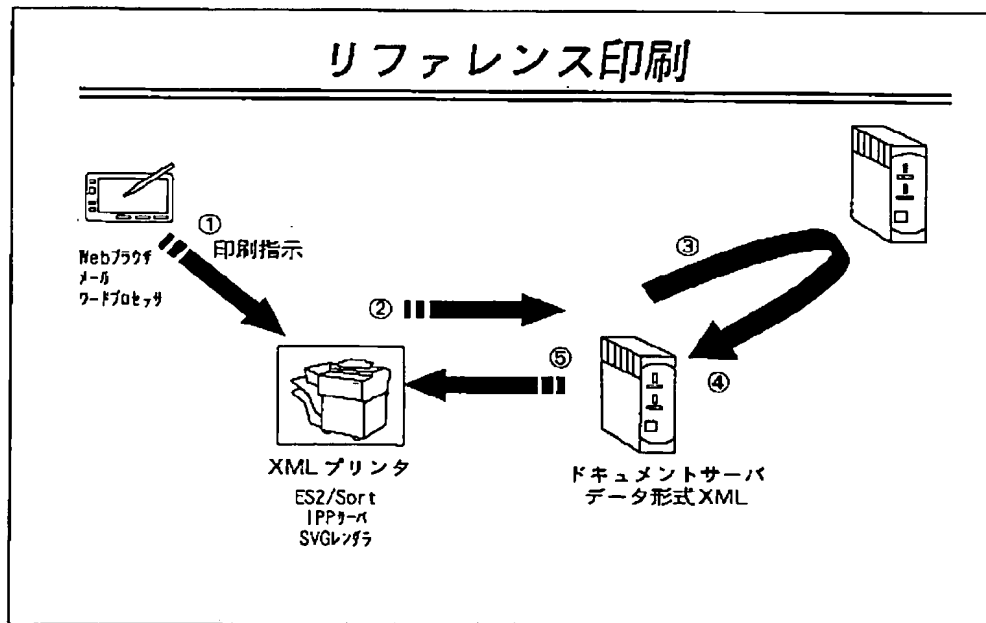 リファレンス印刷
①
印刷指示
Webブラウザ
メール
ワードプロセッサ
②
③
④
⑤
XML プリンタ
ES2/Sort
IPPサーバ
SVGレンダラ
ドキュメントサーバ
データ形式XML